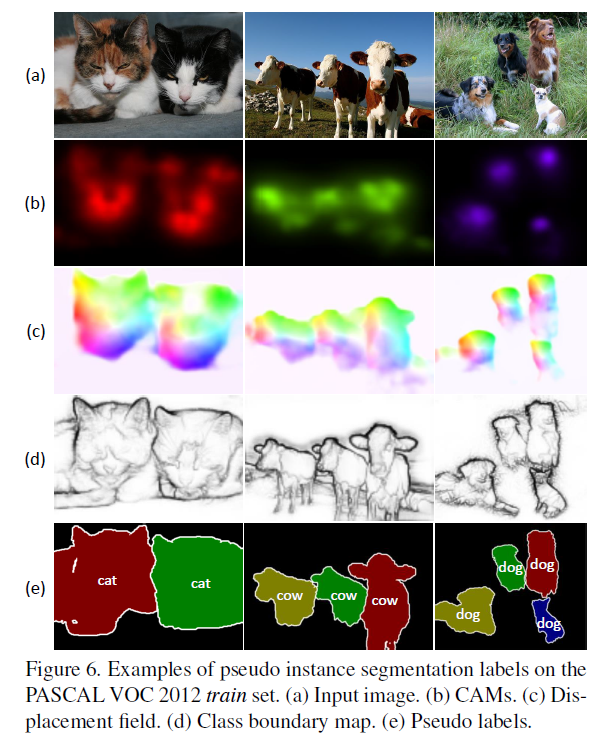 (a)
(b)
(c)
(d)
(e)
cat cat
cow cow cow
dog dog dog dog
Figure 6. Examples of pseudo instance segmentation labels on the
PASCAL VOC 2012 train set. (a) Input image. (b) CAMs. (c) Dis-
placement field. (d) Class boundary map. (e) Pseudo labels.